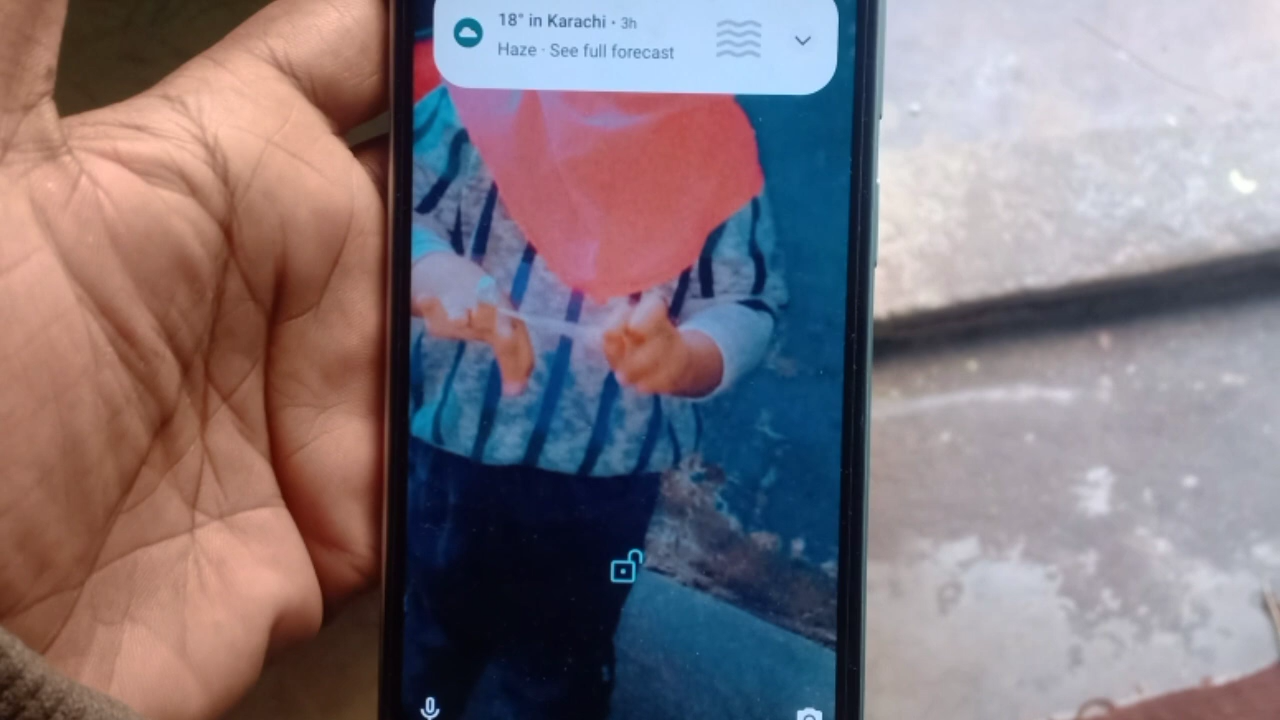 18° in Karachi • 3h
Haze · See full forecast